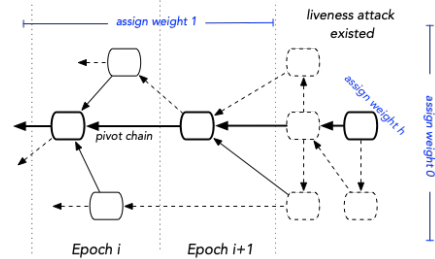 assign weight 1
liveness attack
existed
assign weight h
assign weight 0
pivot chain
Epoch i
Epoch i+1